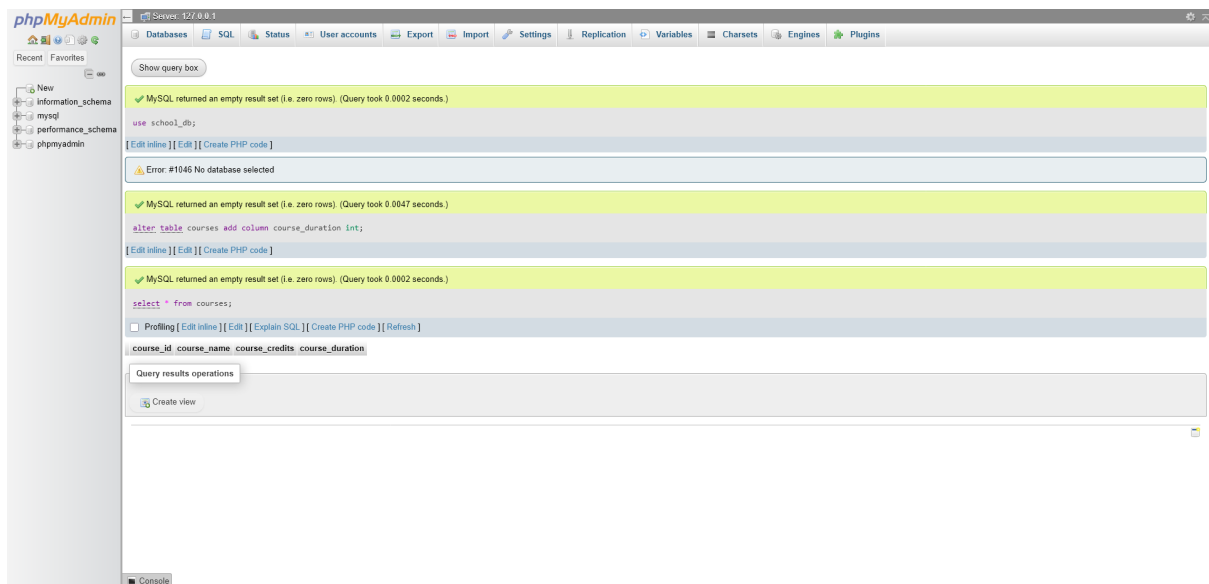 phpMyAdmin
Server: 127.0.0.1
Databases SQL Status User accounts Export Import Settings Replication Variables Charsets Engines Plugins
Recent Favorites
New
information_schema
mysql
performance_schema
phpmyadmin
Show query box
MySQL returned an empty result set (i.e. zero rows). (Query took 0.0002 seconds.)
use school_db;
[ Edit inline ] [ Edit ] [ Create PHP code ]
Error: #1046 No database selected
MySQL returned an empty result set (i.e. zero rows). (Query took 0.0047 seconds.)
alter table courses add column course_duration int;
[ Edit inline ] [ Edit ] [ Create PHP code ]
MySQL returned an empty result set (i.e. zero rows). (Query took 0.0002 seconds.)
select * from courses;
Profiling [ Edit inline ] [ Edit ] [ Explain SQL ] [ Create PHP code ] [ Refresh ]
course_id course_name course_credits course_duration
Query results operations
Create view
Console